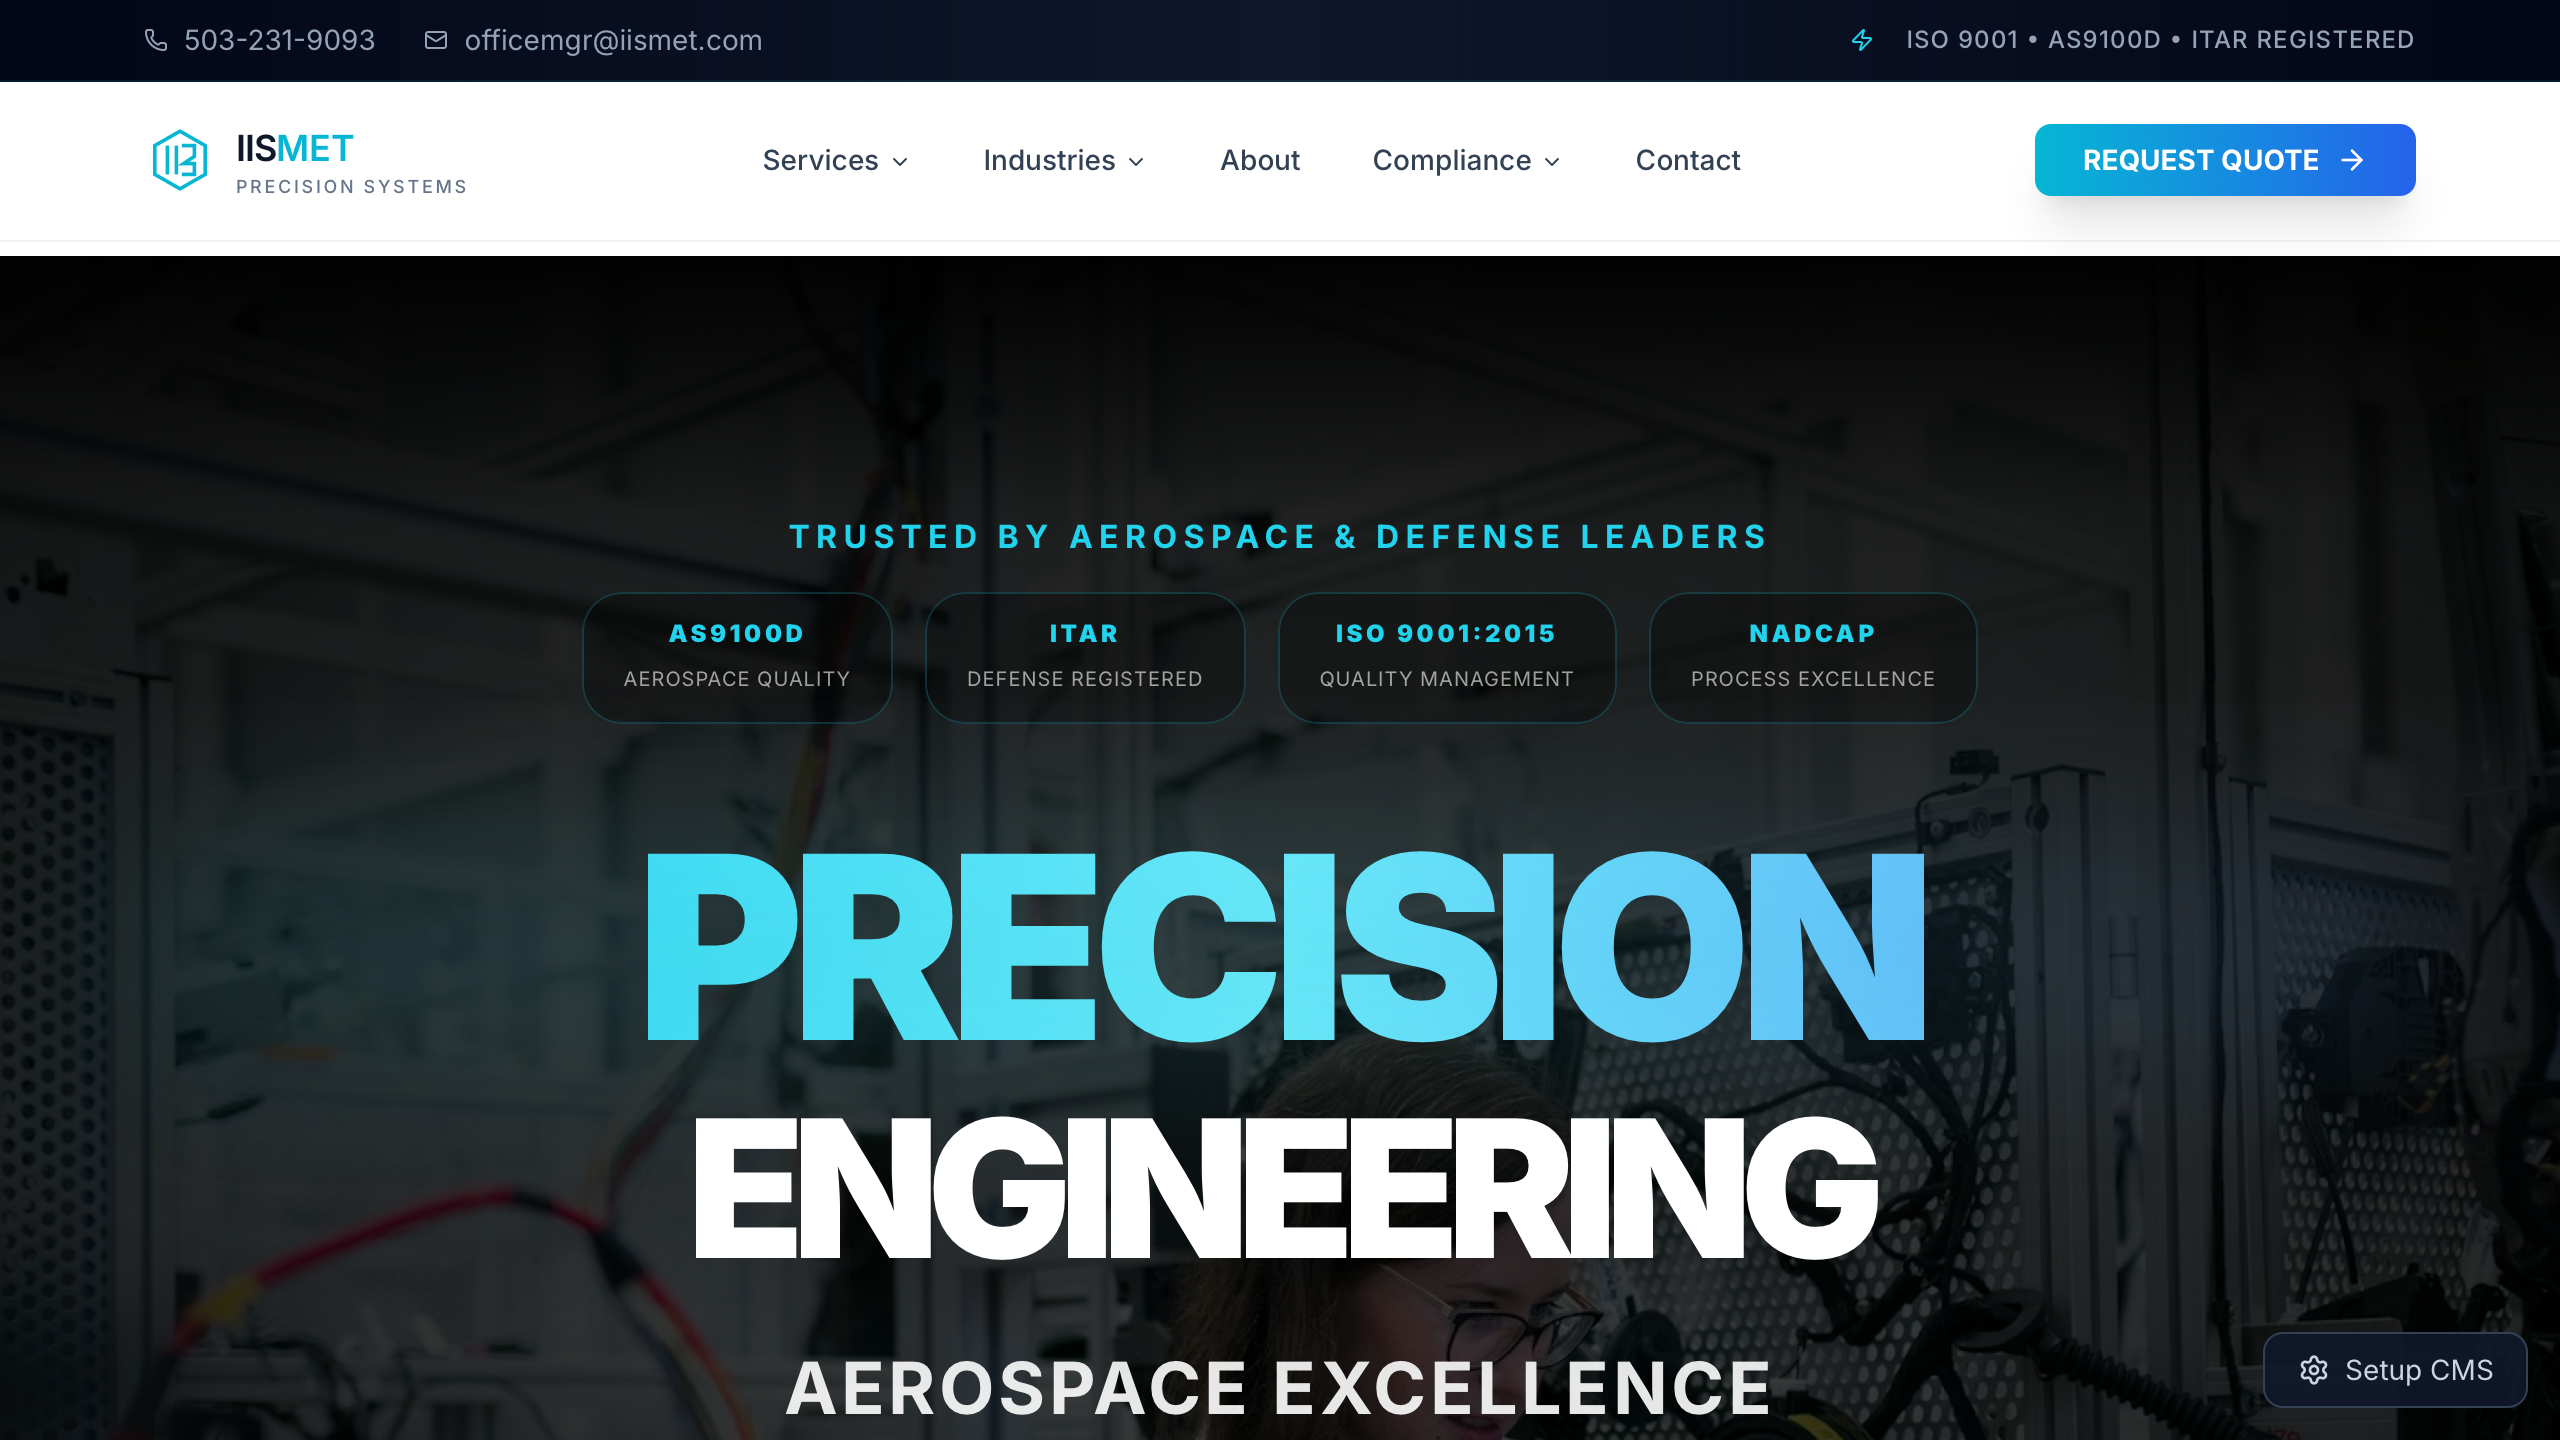 503-231-9093
officemgr@iismet.com
ISO 9001 • AS9100D • ITAR REGISTERED
IISMET
PRECISION SYSTEMS
Services
Industries
About
Compliance
Contact
REQUEST QUOTE
TRUSTED BY AEROSPACE & DEFENSE LEADERS
AS9100D
AEROSPACE QUALITY
ITAR
DEFENSE REGISTERED
ISO 9001:2015
QUALITY MANAGEMENT
NADCAP
PROCESS EXCELLENCE
PRECISION
ENGINEERING
AEROSPACE EXCELLENCE
Setup CMS